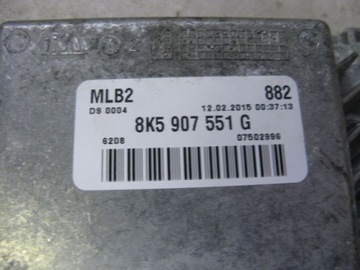 MLB2 882
DS 0004 12.02.2015 00:37:13
8K5 907 551 G
6208 07502996